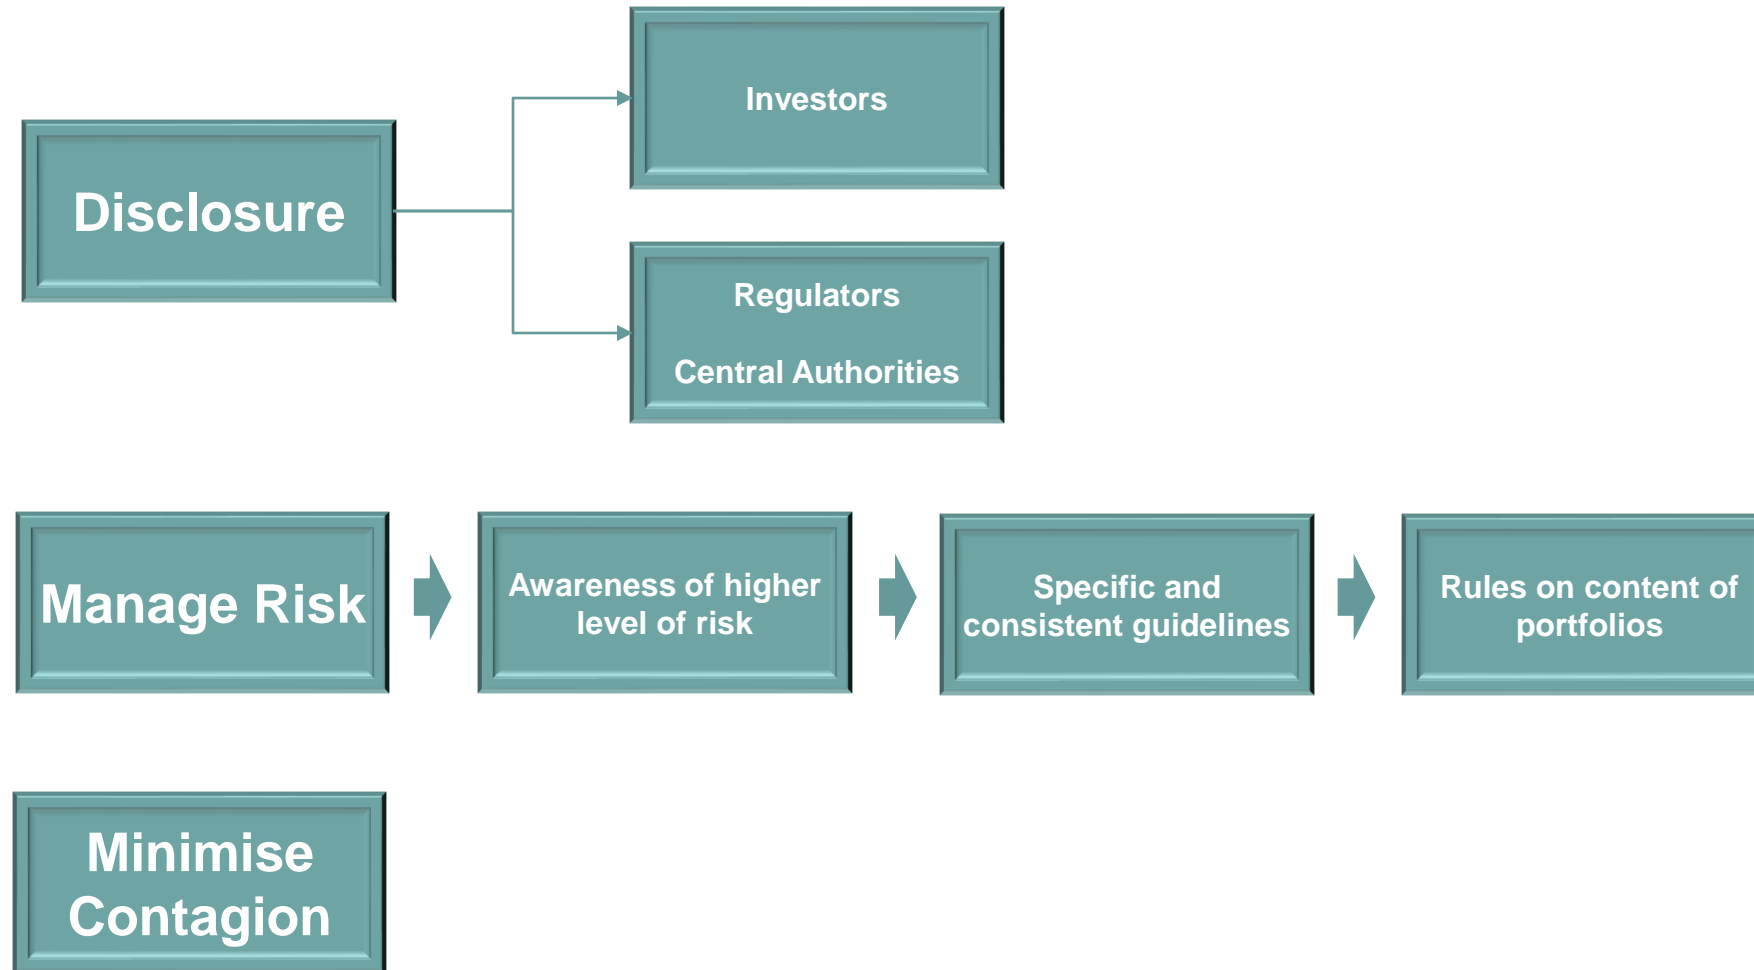 Investors
Disclosure
Regulators
Central Authorities
Manage Risk
Awareness of higher
level of risk
Specific and
consistent guidelines
Rules on content of
portfolios
Minimise
Contagion